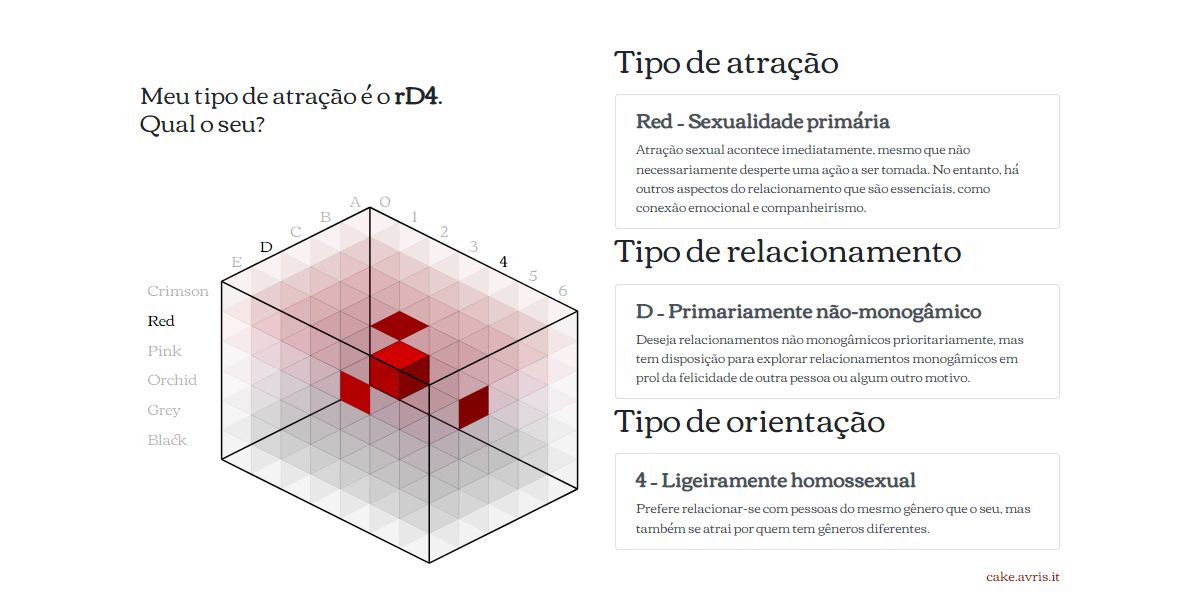 Meu tipo de atração é o rD4.
Qual o seu?
A 0
B 1
C 2
D 3
E 4
5
6
Crimson
Red
Pink
Orchid
Grey
Black
Tipo de atração
Red - Sexualidade primária
Atração sexual acontece imediatamente, mesmo que não
necessariamente desperte uma ação a ser tomada. No entanto, há
outros aspectos do relacionamento que são essenciais, como
conexão emocional e companheirismo.
Tipo de relacionamento
D - Primariamente não-monogâmico
Deseja relacionamentos não monogâmicos prioritariamente, mas
tem disposição para explorar relacionamentos monogâmicos em
prol da felicidade de outra pessoa ou algum outro motivo.
Tipo de orientação
4 - Ligeiramente homossexual
Prefere relacionar-se com pessoas do mesmo gênero que o seu, mas
também se atrai por quem tem gêneros diferentes.
cake.avris.it